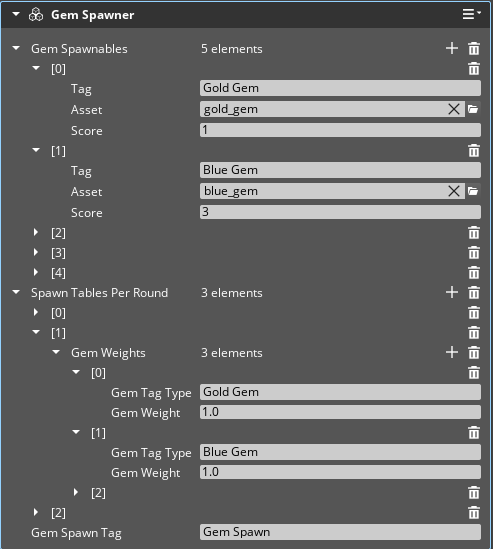 Gem Spawner
Gem Spawnables 5 elements
[0]
Tag Gold Gem
Asset gold_gem
Score 1
[1]
Tag Blue Gem
Asset blue_gem
Score 3
[2]
[3]
[4]
Spawn Tables Per Round 3 elements
[0]
[1]
Gem Weights 3 elements
[0]
Gem Tag Type Gold Gem
Gem Weight 1.0
[1]
Gem Tag Type Blue Gem
Gem Weight 1.0
[2]
[2]
Gem Spawn Tag Gem Spawn